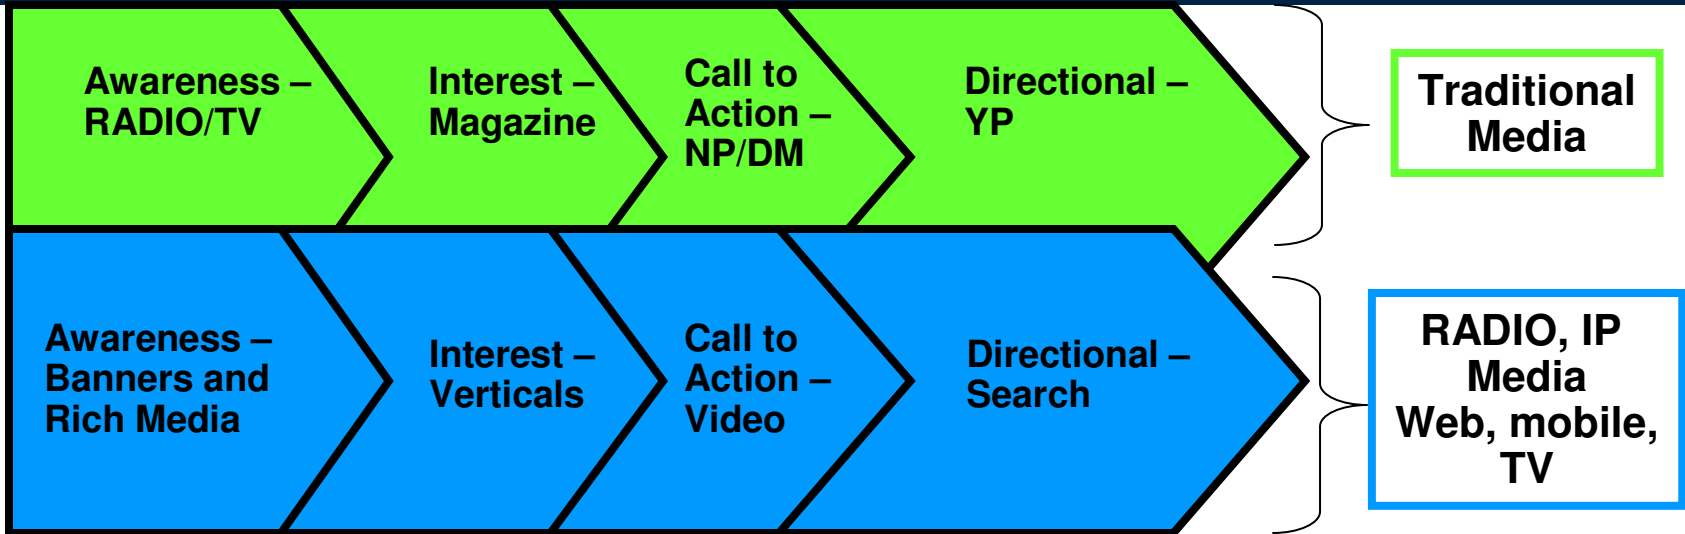 Awareness –
RADIO/TV
Interest –
Magazine
Call to
Action –
NP/DM
Directional –
YP
Traditional
Media
Awareness –
Banners and
Rich Media
Interest –
Verticals
Call to
Action –
Video
Directional –
Search
RADIO, IP
Media
Web, mobile,
TV